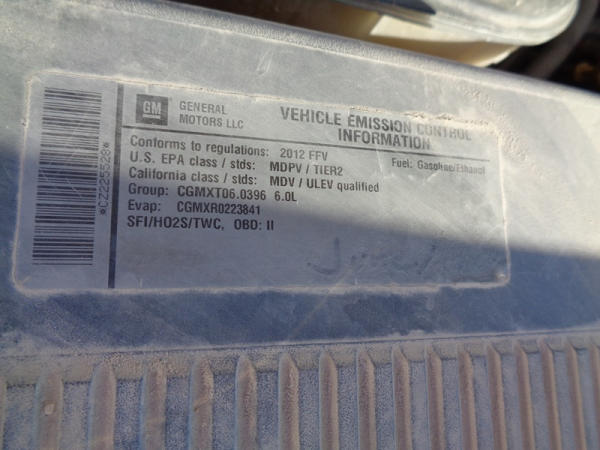 *CZ225528*
GM
GENERAL
MOTORS LLC
VEHICLE EMISSION CONTROL
INFORMATION
Conforms to regulations: 2012 FFV
Fuel: Gasoline/Ethanol
U.S. EPA class / stds: MDPV / TIER2
California class / stds: MDV / ULEV qualified
Group: CGMXT06.0396 6.0L
Evap: CGMXR0223841
SFI/HO2S/TWC, OBD: II